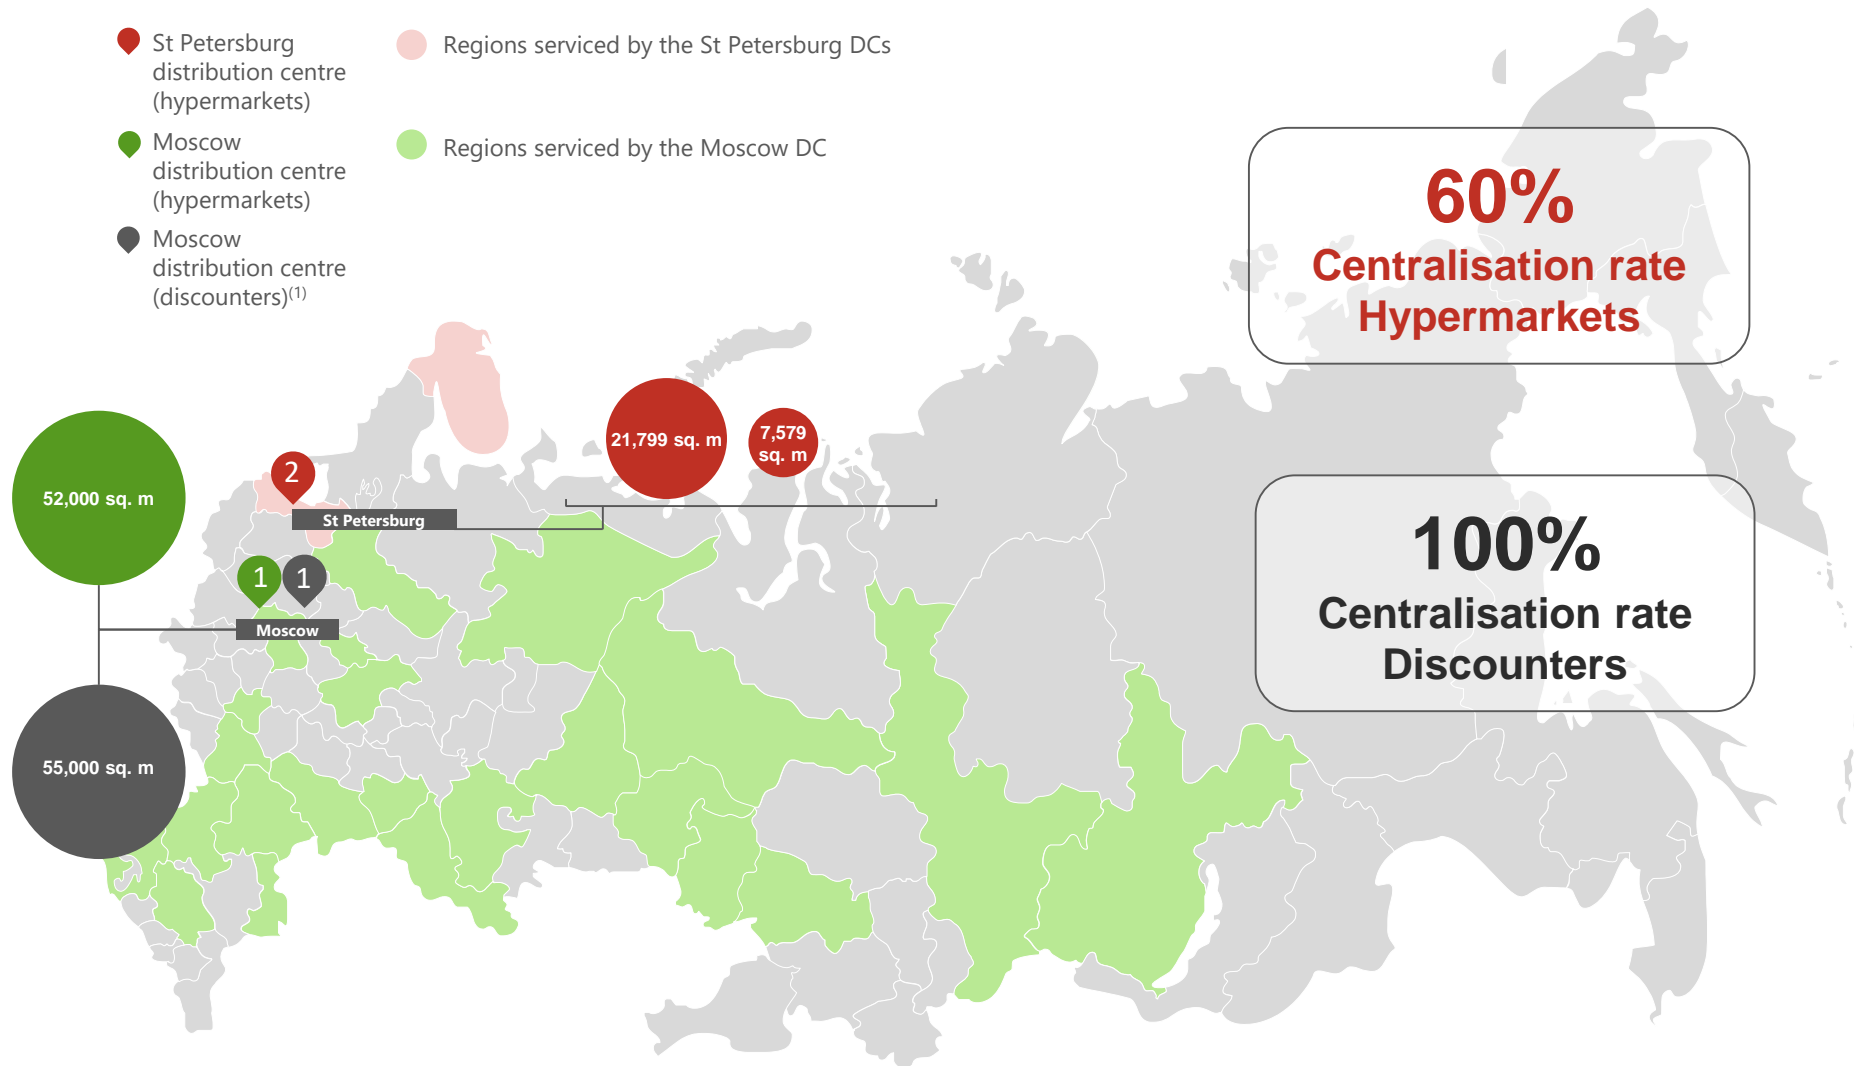 St Petersburg
distribution centre
(hypermarkets)
Moscow
distribution centre
(hypermarkets)
Moscow
distribution centre
(discounters)(1)
Regions serviced by the St Petersburg DCs
Regions serviced by the Moscow DC
60%
Centralisation rate
Hypermarkets
100%
Centralisation rate
Discounters
21,799 sq. m
7,579
sq. m
2
St Petersburg
52,000 sq. m
1
1
Moscow
55,000 sq. m